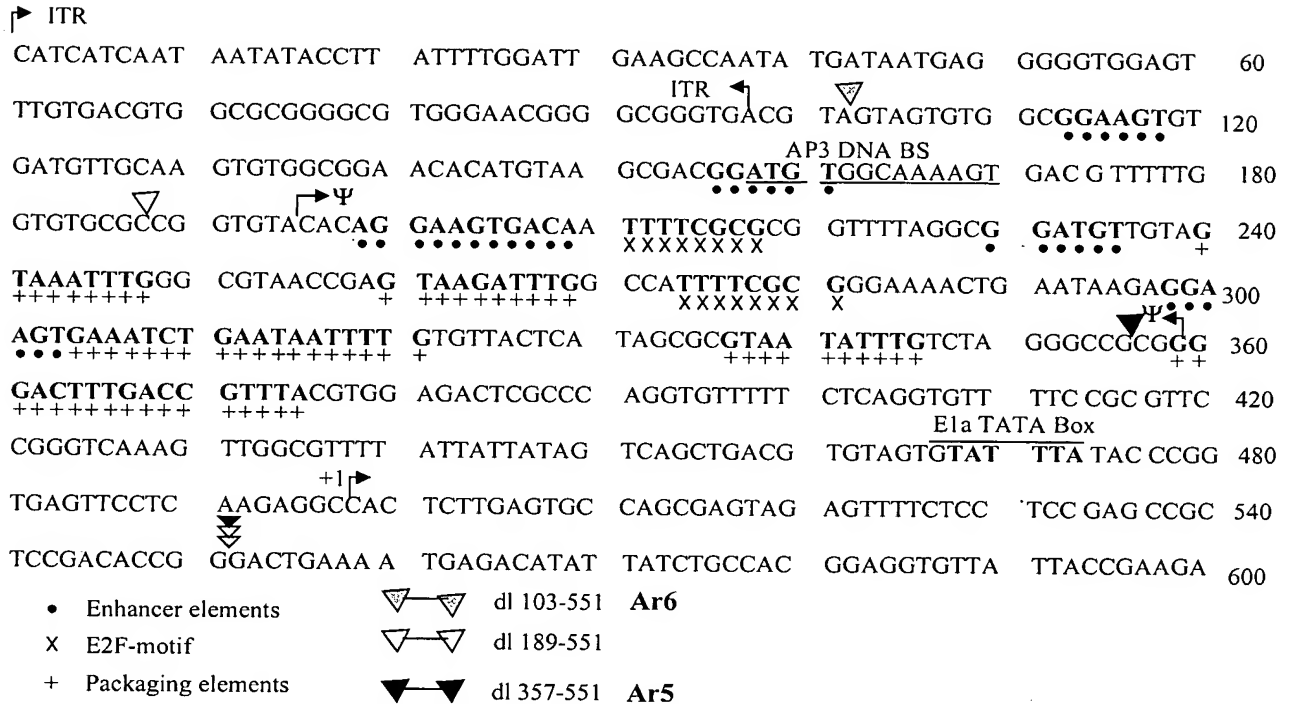 ITR
CATCATCAAT AATATACCTT ATTTTGGATT GAAGCCAATA TGATAATGAG GGGGTGGAGT 60
ITR
TTGTGACGTG GCGCGGGGCG TGGGAACGGG GCGGGTGACG TAGTAGTGTG GCGGAAGTGT 120
AP3 DNA BS
GATGTTGCAA GTGTGGCGGA ACACATGTAA GCGACGGATG TGGCAAAAGT GAC G TTTTTG 180
Ψ
GTGTGCGCCG GTGTACACAG GAAGTGACAA TTTTCGCGCG GTTTTAGGCG GATGTTGTAG 240
XXXXXXXX +
TAAATTTGGG CGTAACCGAG TAAGATTTGG CCATTTTCGC GGGAAAACTG AATAAGAGGA 300
++++++++ + +++++++++ XXXXXXX X
AGTGAAATCT GAATAATTTT GTGTTACTCA TAGCGCGTAA TATTTGTCTA GGGCCGCGGG 360
+++++++ ++++++++++ + ++++ ++++++ ++
Ψ
GACTTTGACC GTTTACGTGG AGACTCGCCC AGGTGTTTTT CTCAGGTGTT TTC CGC GTTC 420
++++++++++ +++++
E1a TATA Box
CGGGTCAAAG TTGGCGTTTT ATTATTATAG TCAGCTGACG TGTAGTGTAT TTA TAC CCGG 480
+1
TGAGTTCCTC AAGAGGCCAC TCTTGAGTGC CAGCGAGTAG AGTTTTCTCC TCC GAG CCGC 540
TCCGACACCG GGACTGAAA A TGAGACATAT TATCTGCCAC GGAGGTGTTA TTACCGAAGA 600
• Enhancer elements
X E2F-motif
+ Packaging elements
dl 103-551 Ar6
dl 189-551
dl 357-551 Ar5